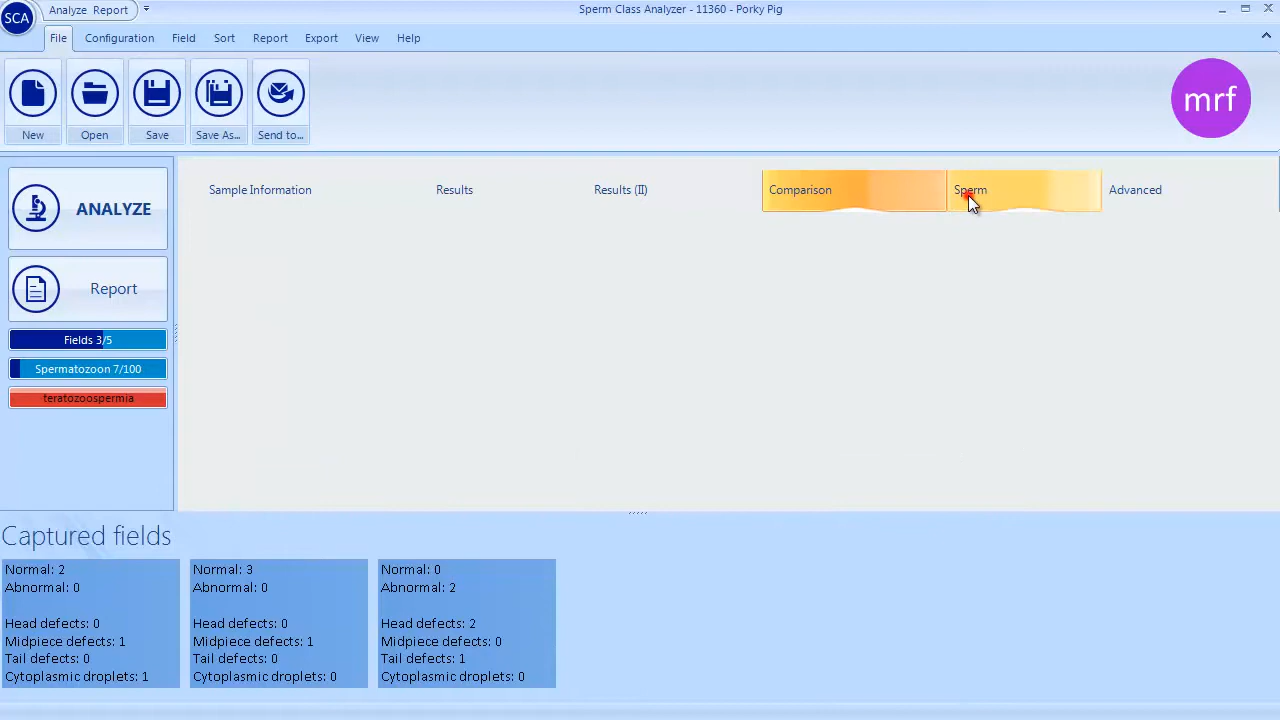 SCA
Analyze Report
Sperm Class Analyzer - 11360 - Porky Pig
File Configuration Field Sort Report Export View Help
New Open Save Save As... Send to...
mrf
ANALYZE
Report
Fields 3/5
Spermatozoon 7/100
teratozoospermia
Sample Information Results Results (II) Comparison Sperm Advanced
Captured fields
Normal: 2
Abnormal: 0
Head defects: 0
Midpiece defects: 1
Tail defects: 0
Cytoplasmic droplets: 1
Normal: 3
Abnormal: 0
Head defects: 0
Midpiece defects: 1
Tail defects: 0
Cytoplasmic droplets: 0
Normal: 0
Abnormal: 2
Head defects: 2
Midpiece defects: 0
Tail defects: 1
Cytoplasmic droplets: 0